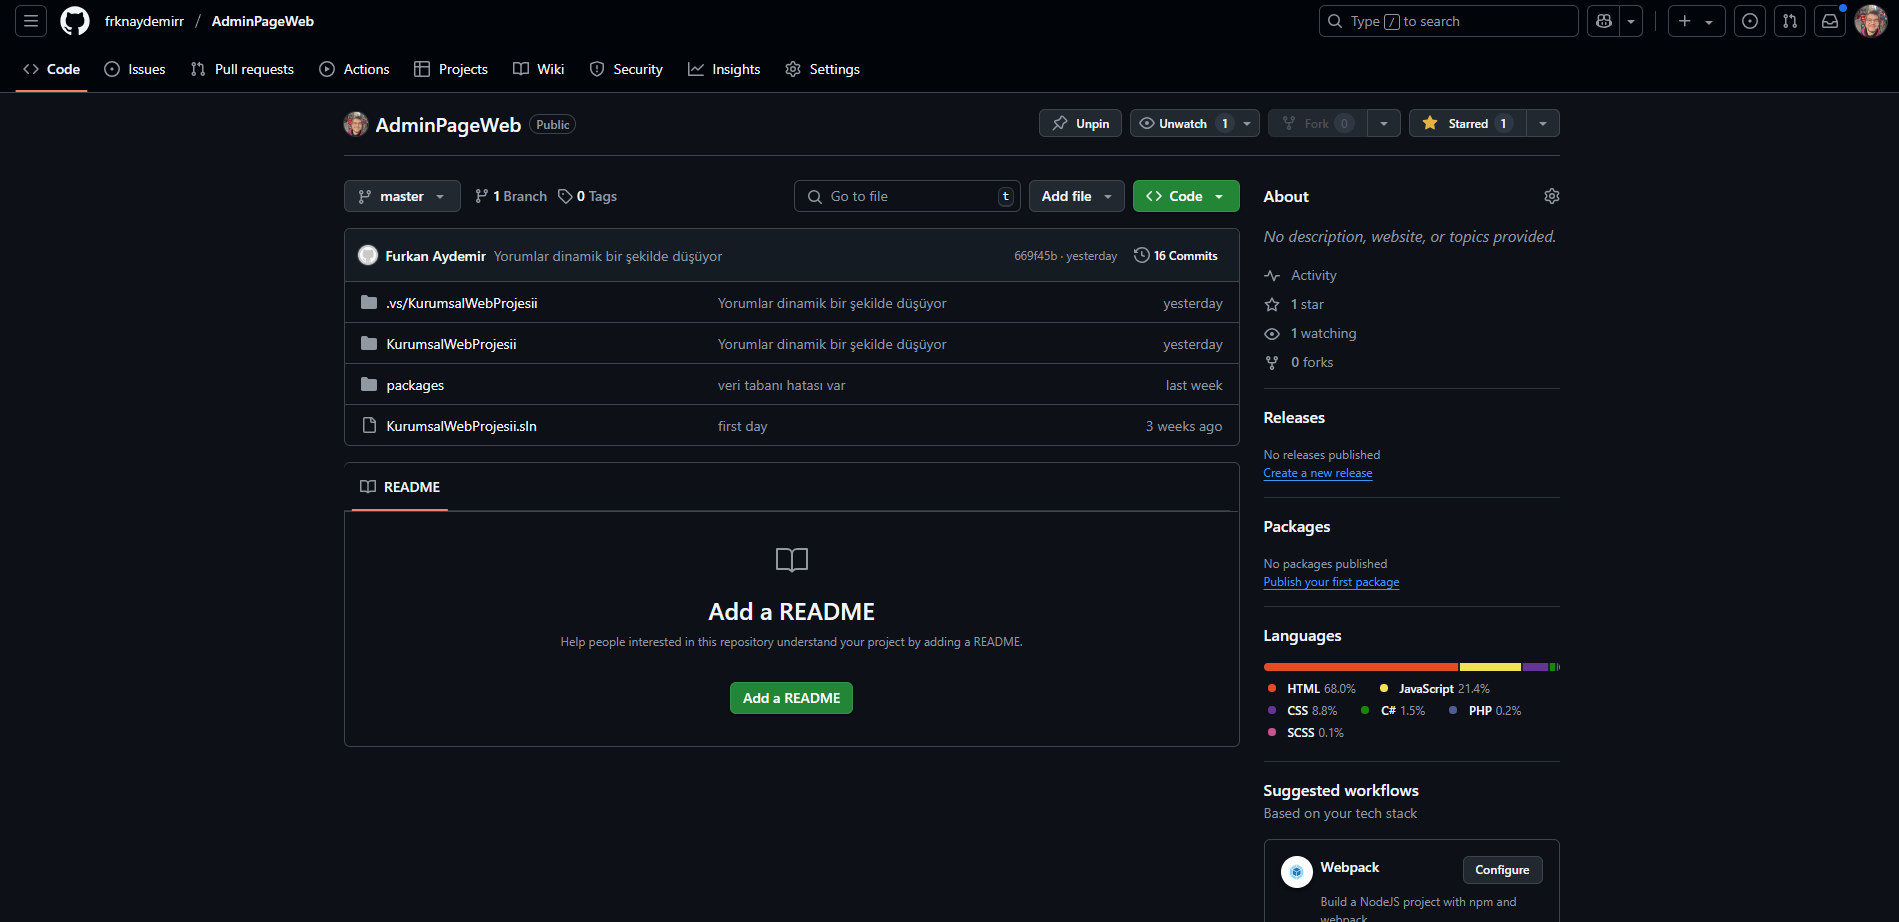 frknaydemirr / AdminPageWeb
Type / to search
Code Issues Pull requests Actions Projects Wiki Security Insights Settings
AdminPageWeb Public
Unpin Unwatch 1 Fork 0 Starred 1
master 1 Branch 0 Tags
Go to file t Add file Code
Furkan Aydemir Yorumlar dinamik bir şekilde düşüyor 669f45b · yesterday 16 Commits
.vs/KurumsalWebProjesii Yorumlar dinamik bir şekilde düşüyor yesterday
KurumsalWebProjesii Yorumlar dinamik bir şekilde düşüyor yesterday
packages veri tabanı hatası var last week
KurumsalWebProjesii.sln first day 3 weeks ago
README
Add a README
Help people interested in this repository understand your project by adding a README.
Add a README
About
No description, website, or topics provided.
Activity
1 star
1 watching
0 forks
Releases
No releases published
Create a new release
Packages
No packages published
Publish your first package
Languages
HTML 68.0% JavaScript 21.4%
CSS 8.8% C# 1.5% PHP 0.2%
SCSS 0.1%
Suggested workflows
Based on your tech stack
Webpack Configure
Build a NodeJS project with npm and
webpack.